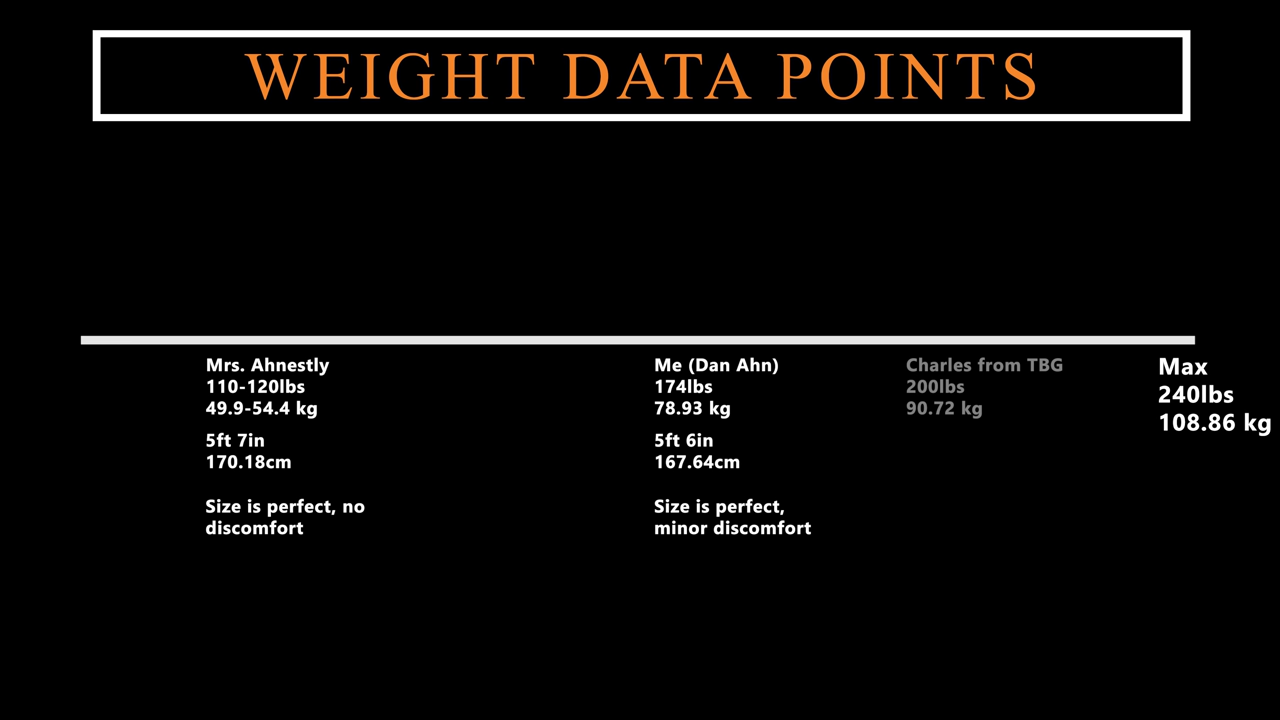 WEIGHT DATA POINTS
Mrs. Ahnestly
110-120lbs
49.9-54.4 kg
5ft 7in
170.18cm
Size is perfect, no
discomfort
Me (Dan Ahn)
174lbs
78.93 kg
5ft 6in
167.64cm
Size is perfect,
minor discomfort
Charles from TBG
200lbs
90.72 kg
Max
240lbs
108.86 kg